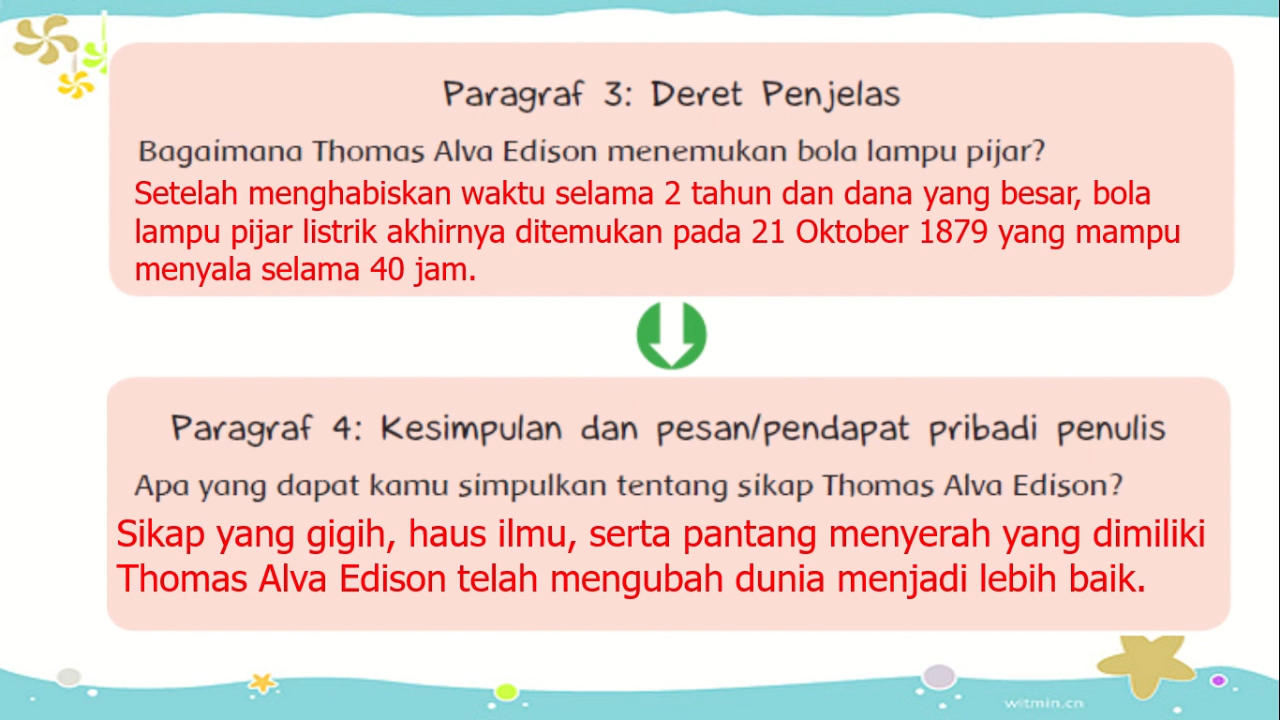 Paragraf 3: Deret Penjelas
Bagaimana Thomas Alva Edison menemukan bola lampu pijar?
Setelah menghabiskan waktu selama 2 tahun dan dana yang besar, bola
lampu pijar listrik akhirnya ditemukan pada 21 Oktober 1879 yang mampu
menyala selama 40 jam.
Paragraf 4: Kesimpulan dan pesan/pendapat pribadi penulis
Apa yang dapat kamu simpulkan tentang sikap Thomas Alva Edison?
Sikap yang gigih, haus ilmu, serta pantang menyerah yang dimiliki
Thomas Alva Edison telah mengubah dunia menjadi lebih baik.
witmin.cn